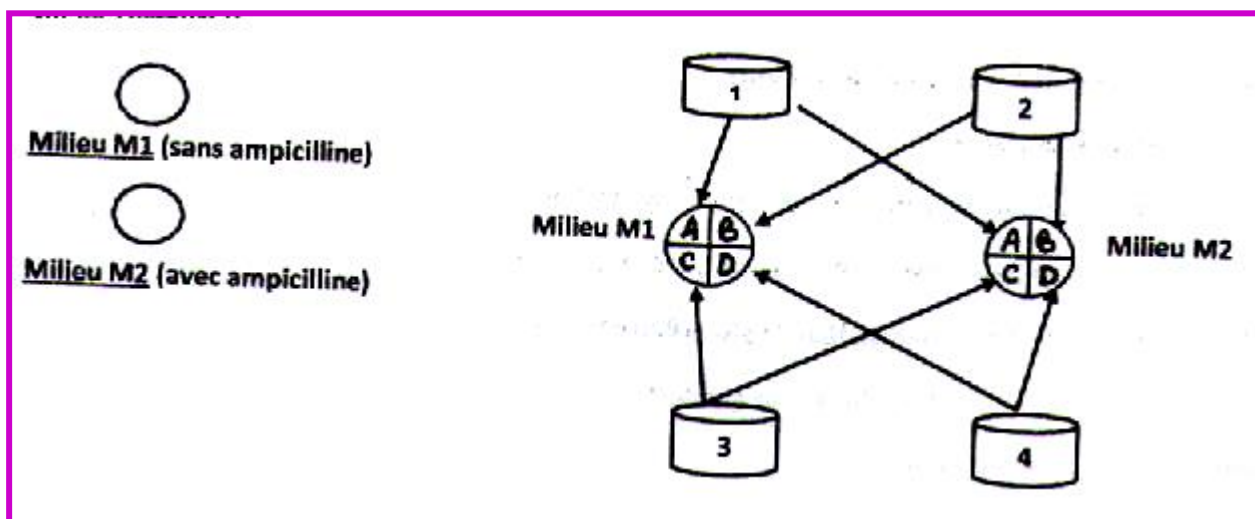 Milieu M1 (sans ampicilline)
Milieu M2 (avec ampicilline)
1
2
Milieu M1
A B
C D
A B
C D
Milieu M2
3
4